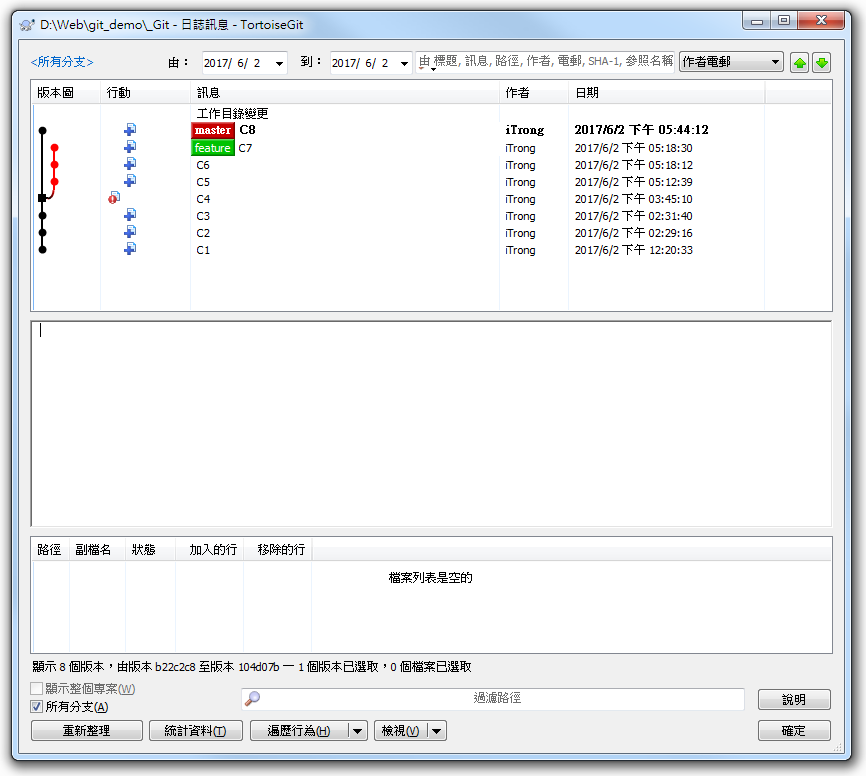 D:\Web\git_demo\_Git - 日誌訊息 - TortoiseGit
<所有分支> 由： 2017/ 6/ 2 到： 2017/ 6/ 2 由 標題, 訊息, 路徑, 作者, 電郵, SHA-1, 參照名稱 作者電郵
版本圖 行動 訊息 作者 日期
工作目錄變更
master C8 iTrong 2017/6/2 下午 05:44:12
feature C7 iTrong 2017/6/2 下午 05:18:30
C6 iTrong 2017/6/2 下午 05:18:12
C5 iTrong 2017/6/2 下午 05:12:39
C4 iTrong 2017/6/2 下午 03:45:10
C3 iTrong 2017/6/2 下午 02:31:40
C2 iTrong 2017/6/2 下午 02:29:16
C1 iTrong 2017/6/2 下午 12:20:33
路徑 副檔名 狀態 加入的行 移除的行
檔案列表是空的
顯示 8 個版本，由版本 b22c2c8 至版本 104d07b — 1 個版本已選取，0 個檔案已選取
顯示整個專案(W)
過濾路徑 說明
所有分支(A)
重新整理 統計資料(T) 遍歷行為(H) 檢視(V) 確定